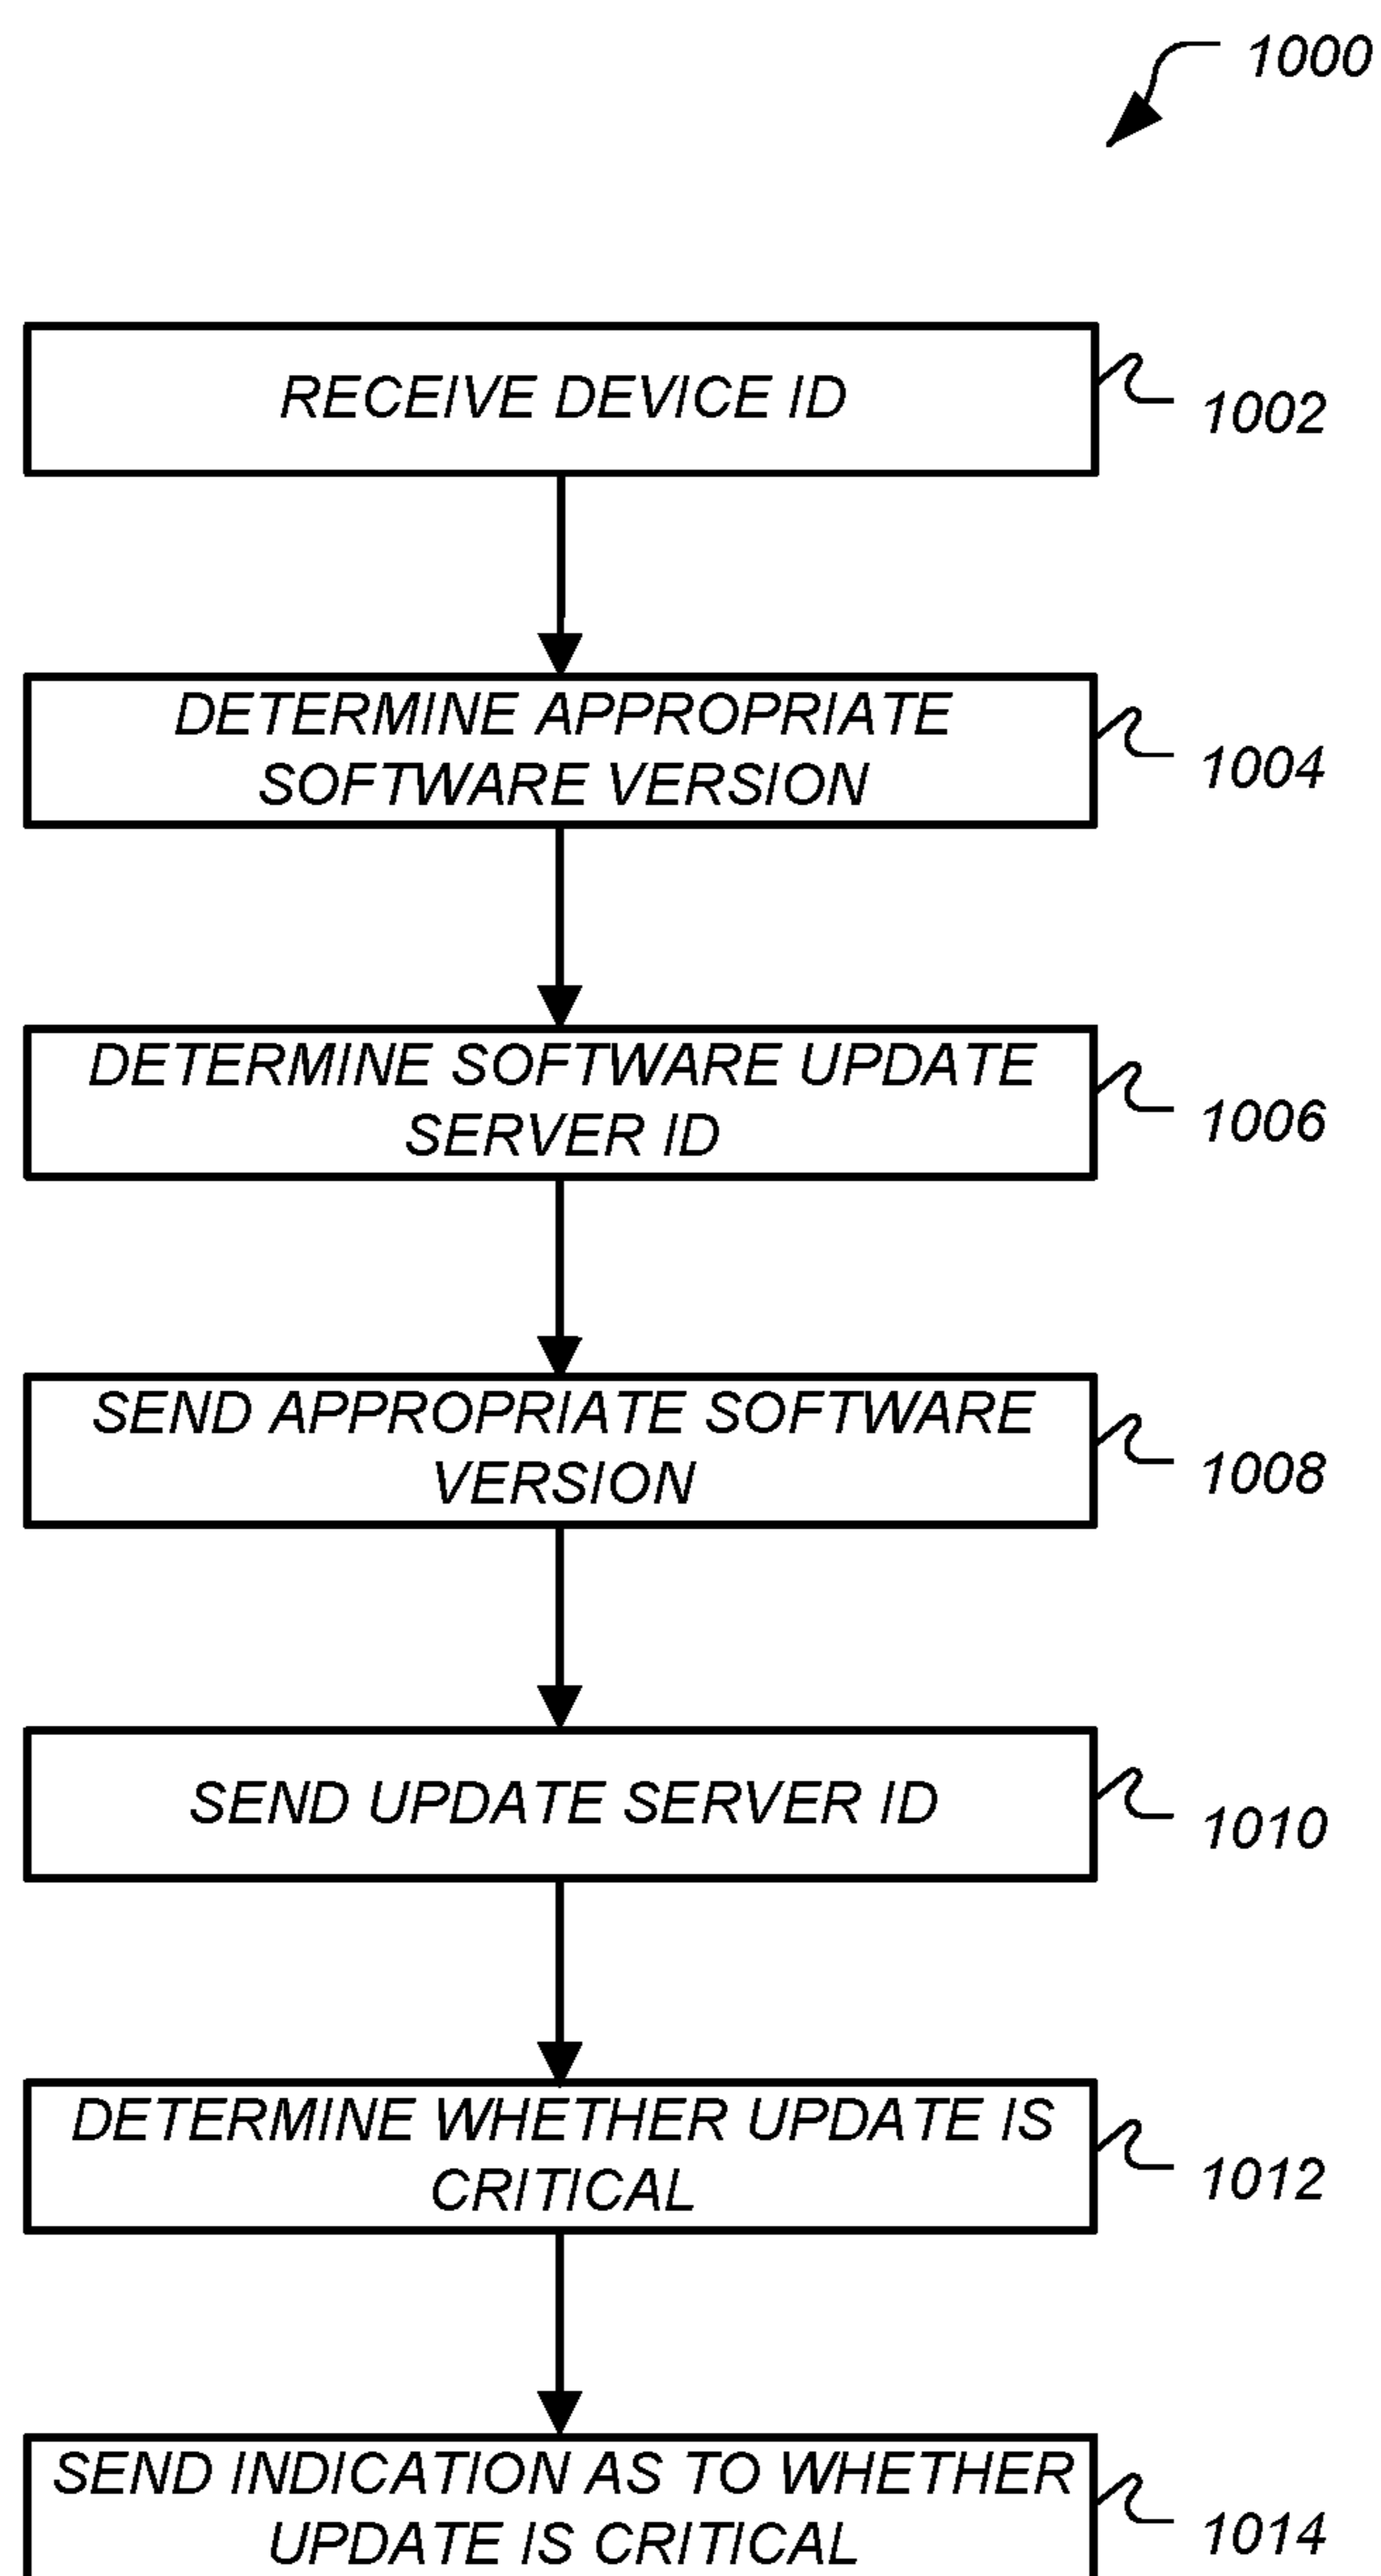 1000
RECEIVE DEVICE ID
1002
DETERMINE APPROPRIATE
SOFTWARE VERSION
1004
DETERMINE SOFTWARE UPDATE
SERVER ID
1006
SEND APPROPRIATE SOFTWARE
VERSION
1008
SEND UPDATE SERVER ID
1010
DETERMINE WHETHER UPDATE IS
CRITICAL
1012
SEND INDICATION AS TO WHETHER
UPDATE IS CRITICAL
1014